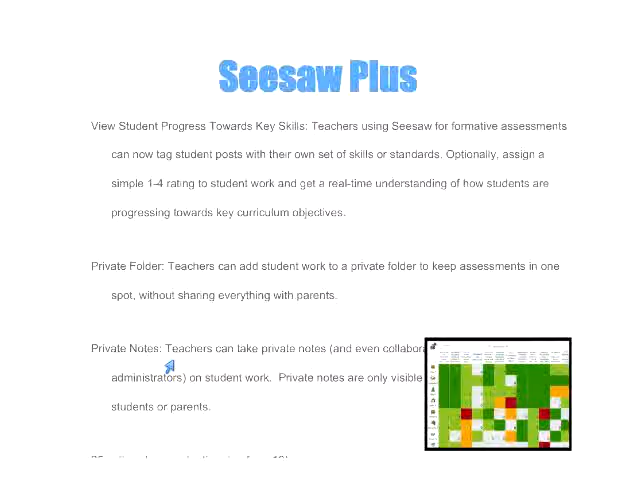 Seesaw Plus
View Student Progress Towards Key Skills: Teachers using Seesaw for formative assessments
can now tag student posts with their own set of skills or standards. Optionally, assign a
simple 1-4 rating to student work and get a real-time understanding of how students are
progressing towards key curriculum objectives.
Private Folder: Teachers can add student work to a private folder to keep assessments in one
spot, without sharing everything with parents.
Private Notes: Teachers can take private notes (and even collabora
administrators) on student work. Private notes are only visible
students or parents.